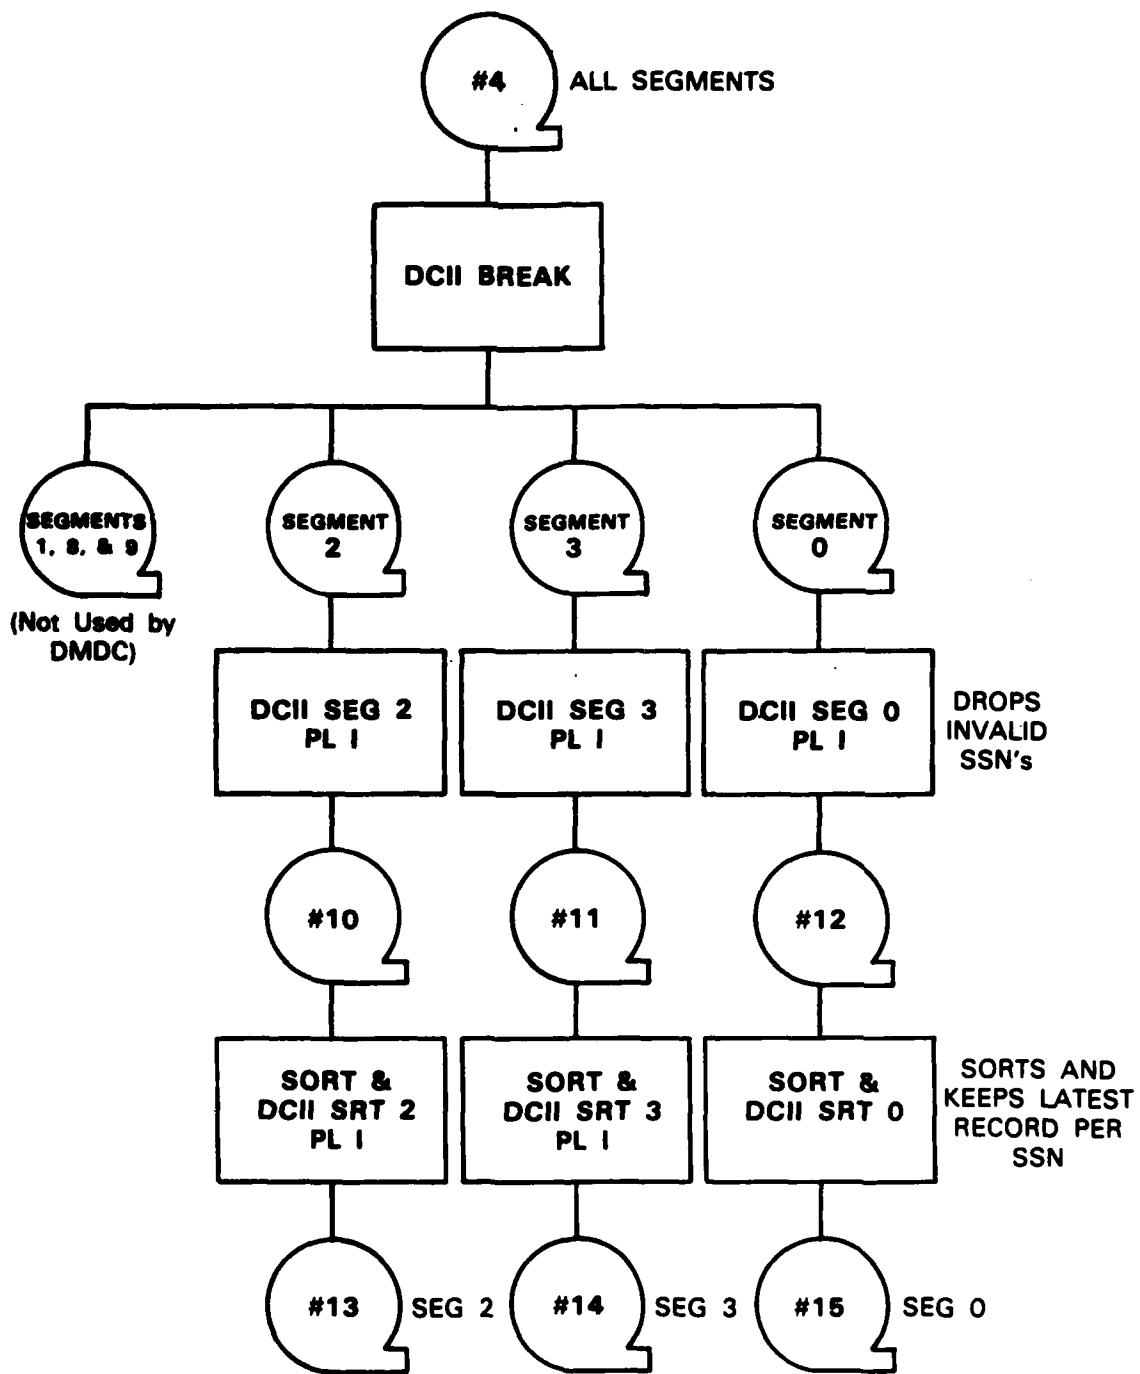 #4
ALL SEGMENTS
DCII BREAK
SEGMENTS
1, 8, & 9
SEGMENT
2
SEGMENT
3
SEGMENT
0
(Not Used by
DMDC)
DCII SEG 2
PL I
DCII SEG 3
PL I
DCII SEG 0
PL I
DROPS
INVALID
SSN's
#10
#11
#12
SORT &
DCII SRT 2
PL I
SORT &
DCII SRT 3
PL I
SORT &
DCII SRT 0
SORTS AND
KEEPS LATEST
RECORD PER
SSN
#13
SEG 2
#14
SEG 3
#15
SEG 0